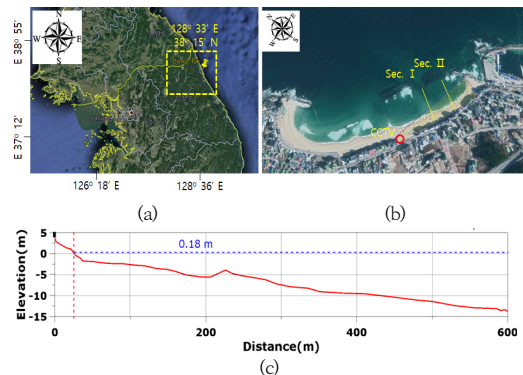 N
W E
S
128° 33′ E
38° 15′ N
E 38° 55′
E 37° 12′
126° 18′ E
128° 36′ E
(a)
N
W E
S
Sec. I
Sec. II
CCTV
(b)
Elevation(m)
5
0
-5
-10
-15
0.18 m
0
200
400
600
Distance(m)
(c)